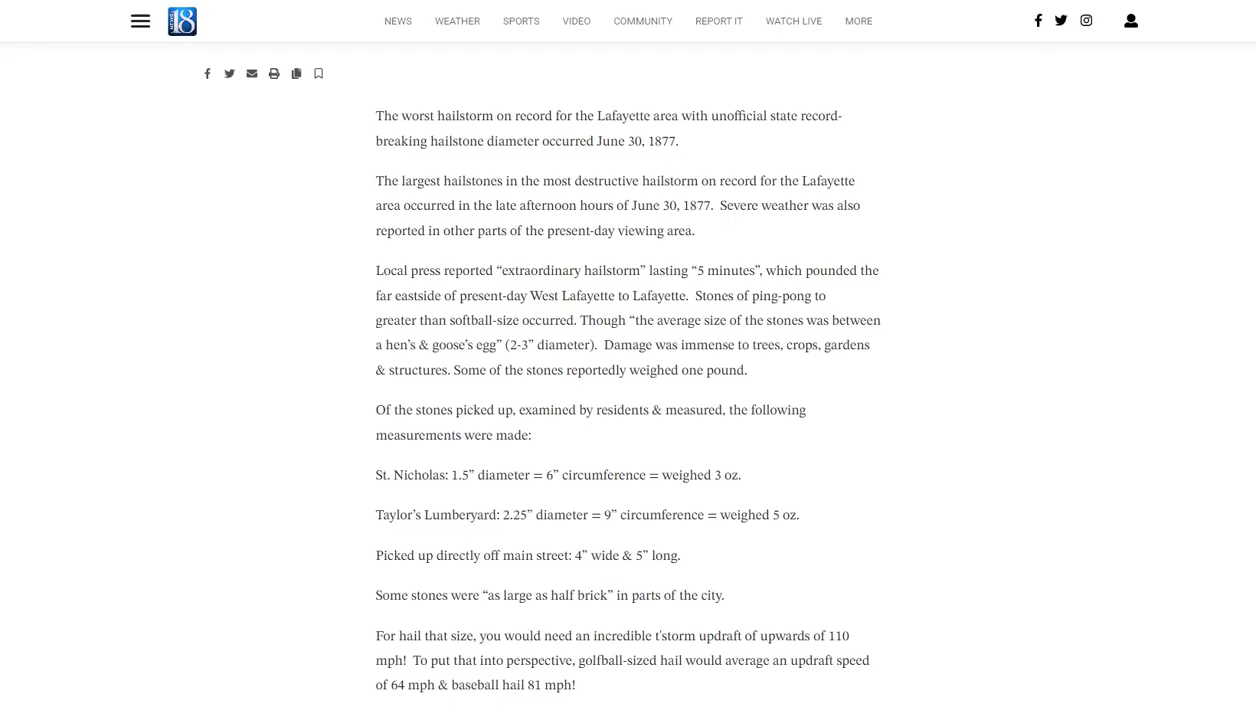 NEWS 18
NEWS WEATHER SPORTS VIDEO COMMUNITY REPORT IT WATCH LIVE MORE
The worst hailstorm on record for the Lafayette area with unofficial state record-
breaking hailstone diameter occurred June 30, 1877.
The largest hailstones in the most destructive hailstorm on record for the Lafayette
area occurred in the late afternoon hours of June 30, 1877.  Severe weather was also
reported in other parts of the present-day viewing area.
Local press reported “extraordinary hailstorm” lasting “5 minutes”, which pounded the
far eastside of present-day West Lafayette to Lafayette.  Stones of ping-pong to
greater than softball-size occurred. Though “the average size of the stones was between
a hen’s & goose’s egg” (2-3” diameter).  Damage was immense to trees, crops, gardens
& structures. Some of the stones reportedly weighed one pound.
Of the stones picked up, examined by residents & measured, the following
measurements were made:
St. Nicholas: 1.5” diameter = 6” circumference = weighed 3 oz.
Taylor’s Lumberyard: 2.25” diameter = 9” circumference = weighed 5 oz.
Picked up directly off main street: 4” wide & 5” long.
Some stones were “as large as half brick” in parts of the city.
For hail that size, you would need an incredible t'storm updraft of upwards of 110
mph!  To put that into perspective, golfball-sized hail would average an updraft speed
of 64 mph & baseball hail 81 mph!